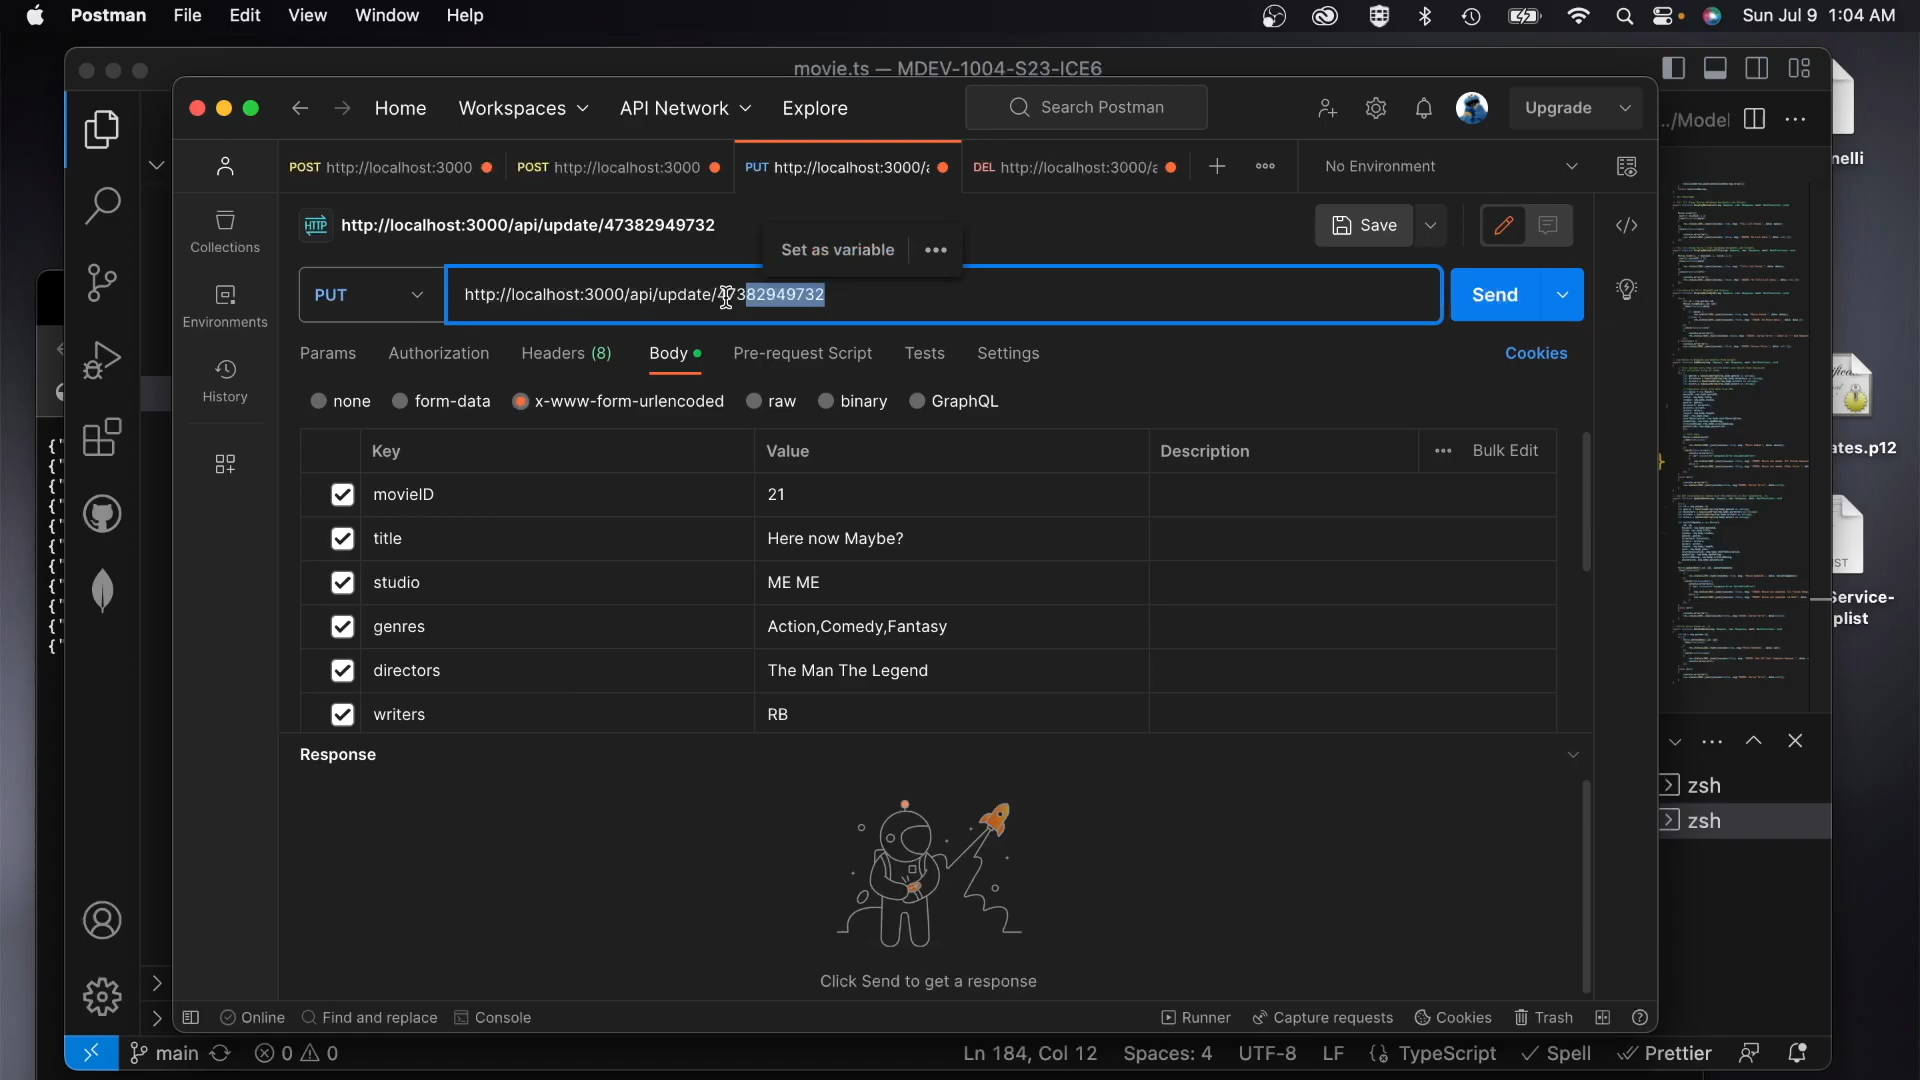 Postman File Edit View Window Help Sun Jul 9 1:04 AM
movie.ts — MDEV-1004-S23-ICE6
Home Workspaces API Network Explore Search Postman Upgrade
../Model
nelli
POST http://localhost:3000 POST http://localhost:3000 PUT http://localhost:3000/a DEL http://localhost:3000/a No Environment
HTTP http://localhost:3000/api/update/47382949732 Save
Collections
Set as variable
PUT http://localhost:3000/api/update/47382949732 Send
Environments
Params Authorization Headers (8) Body Pre-request Script Tests Settings Cookies
History
none form-data x-www-form-urlencoded raw binary GraphQL
Key Value Description Bulk Edit
ates.p12
movieID 21
title Here now Maybe?
studio ME ME
Service-
plist
genres Action,Comedy,Fantasy
directors The Man The Legend
writers RB
Response
zsh
zsh
Click Send to get a response
Online Find and replace Console Runner Capture requests Cookies Trash
main 0 0 Ln 184, Col 12 Spaces: 4 UTF-8 LF TypeScript Spell Prettier